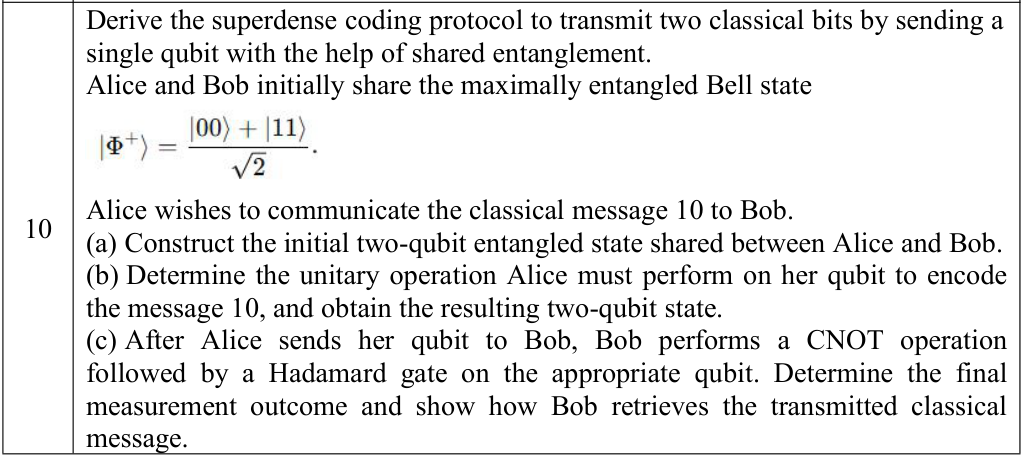 Derive the superdense coding protocol to transmit two classical bits by sending a
single qubit with the help of shared entanglement.
Alice and Bob initially share the maximally entangled Bell state
|Φ⁺⟩ = (|00⟩ + |11⟩)/√2.
Alice wishes to communicate the classical message 10 to Bob.
10
(a) Construct the initial two-qubit entangled state shared between Alice and Bob.
(b) Determine the unitary operation Alice must perform on her qubit to encode
the message 10, and obtain the resulting two-qubit state.
(c) After Alice sends her qubit to Bob, Bob performs a CNOT operation
followed by a Hadamard gate on the appropriate qubit. Determine the final
measurement outcome and show how Bob retrieves the transmitted classical
message.